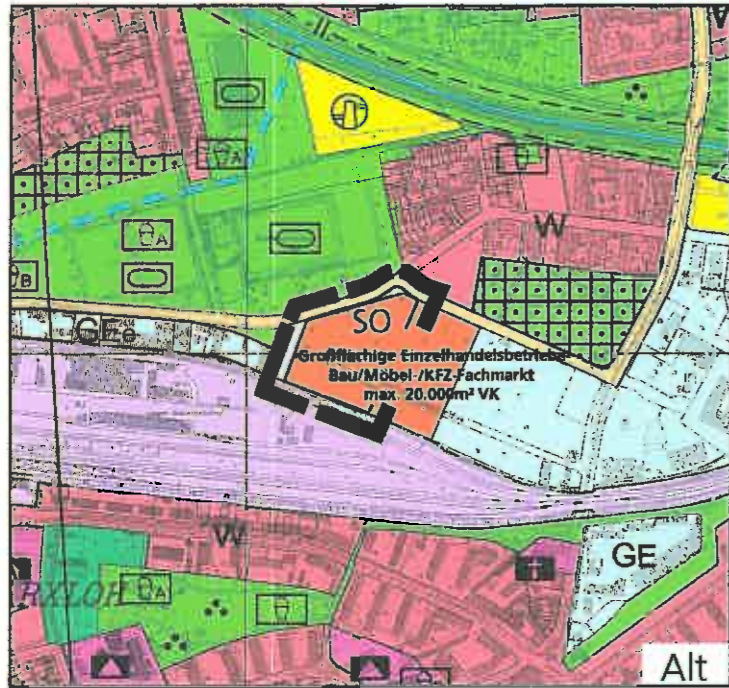 A
W
A
B
SO
GEe
Großflächige Einzelhandelsbetriebe
Bau/Möbel-/KFZ-Fachmarkt
max. 20.000m² VK
W
GE
A
Alt